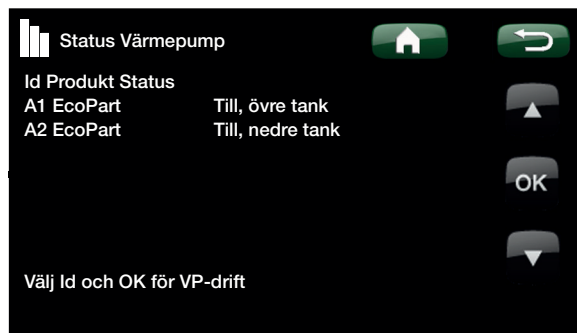 Status Värmepump
Id Produkt Status
A1 EcoPart Till, övre tank
A2 EcoPart Till, nedre tank
OK
Välj Id och OK för VP-drift